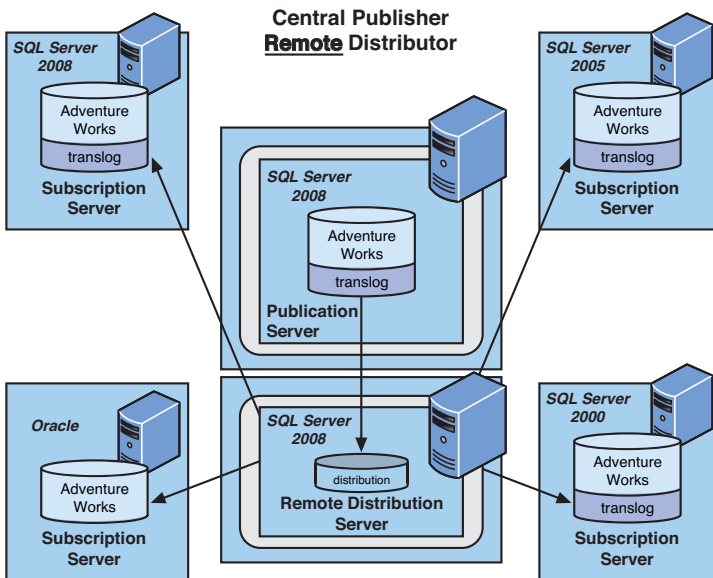 Central Publisher
Remote Distributor
SQL Server
2008
Adventure
Works
translog
Subscription
Server
SQL Server
2005
Adventure
Works
translog
Subscription
Server
SQL Server
2008
Adventure
Works
translog
Publication
Server
Oracle
Adventure
Works
Subscription
Server
SQL Server
2008
distribution
Remote Distribution
Server
SQL Server
2000
Adventure
Works
translog
Subscription
Server